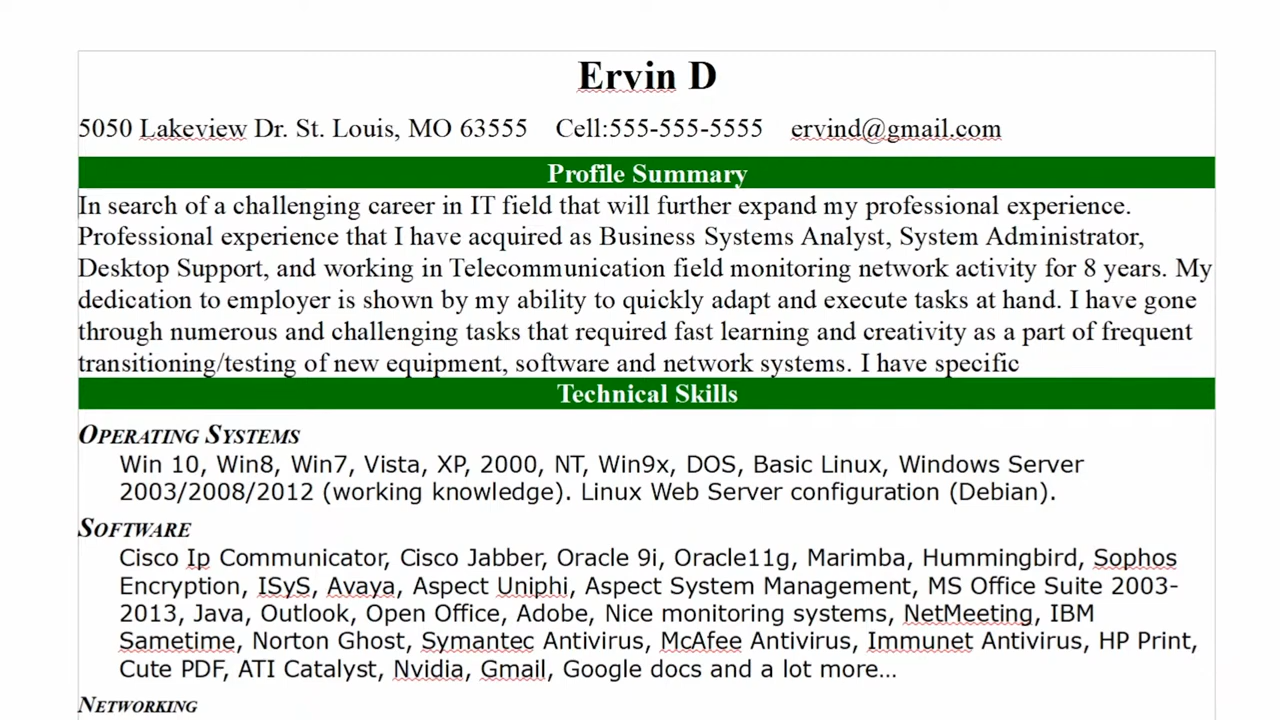 Ervin D
5050 Lakeview Dr. St. Louis, MO 63555 Cell:555-555-5555 ervind@gmail.com
Profile Summary
In search of a challenging career in IT field that will further expand my professional experience.
Professional experience that I have acquired as Business Systems Analyst, System Administrator,
Desktop Support, and working in Telecommunication field monitoring network activity for 8 years. My
dedication to employer is shown by my ability to quickly adapt and execute tasks at hand. I have gone
through numerous and challenging tasks that required fast learning and creativity as a part of frequent
transitioning/testing of new equipment, software and network systems. I have specific
Technical Skills
OPERATING SYSTEMS
Win 10, Win8, Win7, Vista, XP, 2000, NT, Win9x, DOS, Basic Linux, Windows Server
2003/2008/2012 (working knowledge). Linux Web Server configuration (Debian).
SOFTWARE
Cisco Ip Communicator, Cisco Jabber, Oracle 9i, Oracle11g, Marimba, Hummingbird, Sophos
Encryption, ISyS, Avaya, Aspect Uniphi, Aspect System Management, MS Office Suite 2003-
2013, Java, Outlook, Open Office, Adobe, Nice monitoring systems, NetMeeting, IBM
Sametime, Norton Ghost, Symantec Antivirus, McAfee Antivirus, Immunet Antivirus, HP Print,
Cute PDF, ATI Catalyst, Nvidia, Gmail, Google docs and a lot more...
NETWORKING